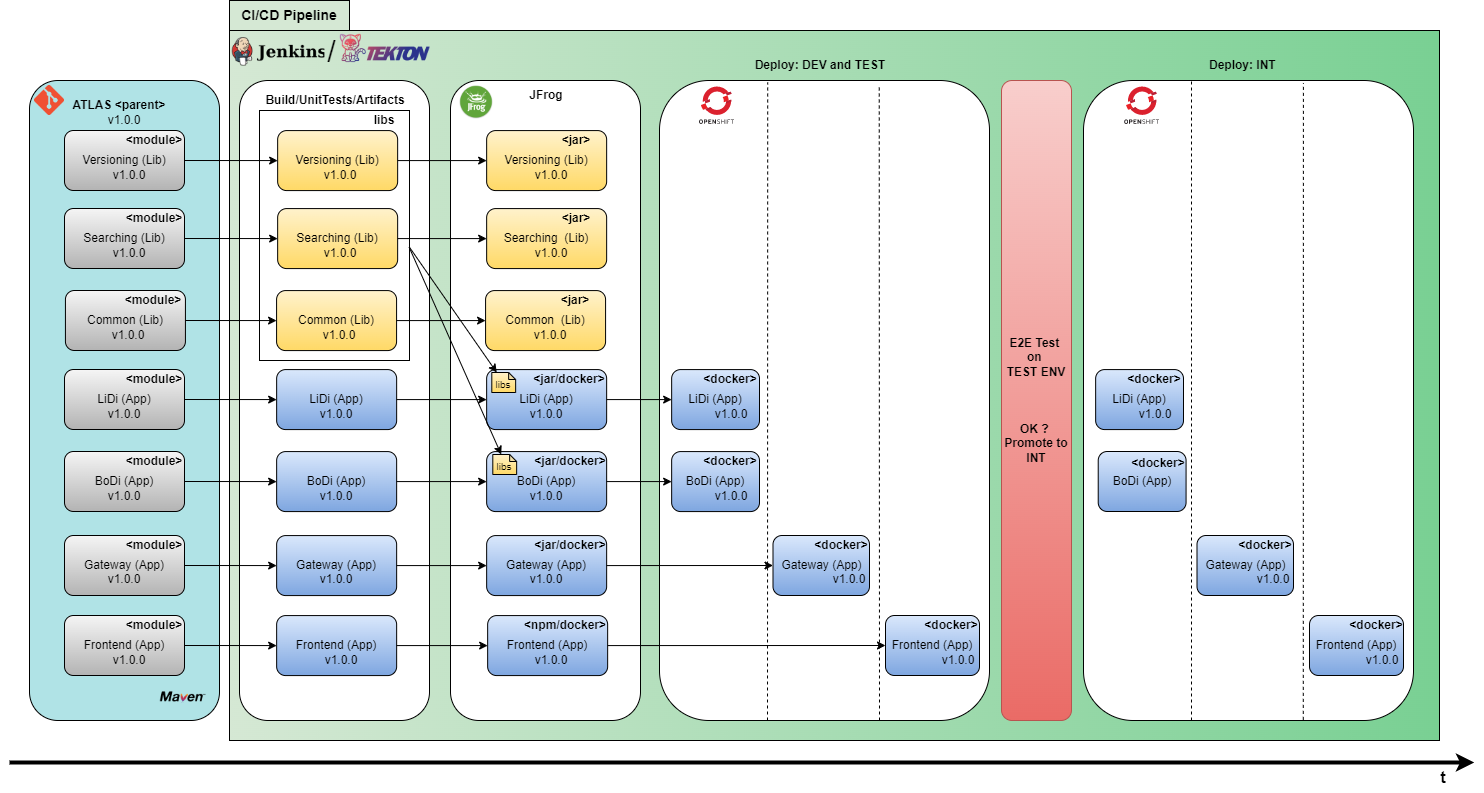 CI/CD Pipeline
Jenkins/
TEKTON
Deploy: DEV and TEST
Deploy: INT
ATLAS <parent>
v1.0.0
<module>
Versioning (Lib)
v1.0.0
<module>
Searching (Lib)
v1.0.0
<module>
Common (Lib)
v1.0.0
<module>
LiDi (App)
v1.0.0
<module>
BoDi (App)
v1.0.0
<module>
Gateway (App)
v1.0.0
<module>
Frontend (App)
v1.0.0
Maven
Build/UnitTests/Artifacts
libs
Versioning (Lib)
v1.0.0
Searching (Lib)
v1.0.0
Common (Lib)
v1.0.0
LiDi (App)
v1.0.0
BoDi (App)
v1.0.0
Gateway (App)
v1.0.0
Frontend (App)
v1.0.0
JFrog
JFrog
<jar>
Versioning (Lib)
v1.0.0
<jar>
Searching (Lib)
v1.0.0
<jar>
Common (Lib)
v1.0.0
libs
<jar/docker>
LiDi (App)
v1.0.0
libs
<jar/docker>
BoDi (App)
v1.0.0
<jar/docker>
Gateway (App)
v1.0.0
<npm/docker>
Frontend (App)
v1.0.0
OPENSHIFT
<docker>
LiDi (App)
v1.0.0
<docker>
BoDi (App)
v1.0.0
<docker>
Gateway (App)
v1.0.0
<docker>
Frontend (App)
v1.0.0
E2E Test
on
TEST ENV
OK ?
Promote to
INT
OPENSHIFT
<docker>
LiDi (App)
v1.0.0
<docker>
BoDi (App)
<docker>
Gateway (App)
v1.0.0
<docker>
Frontend (App)
v1.0.0
t